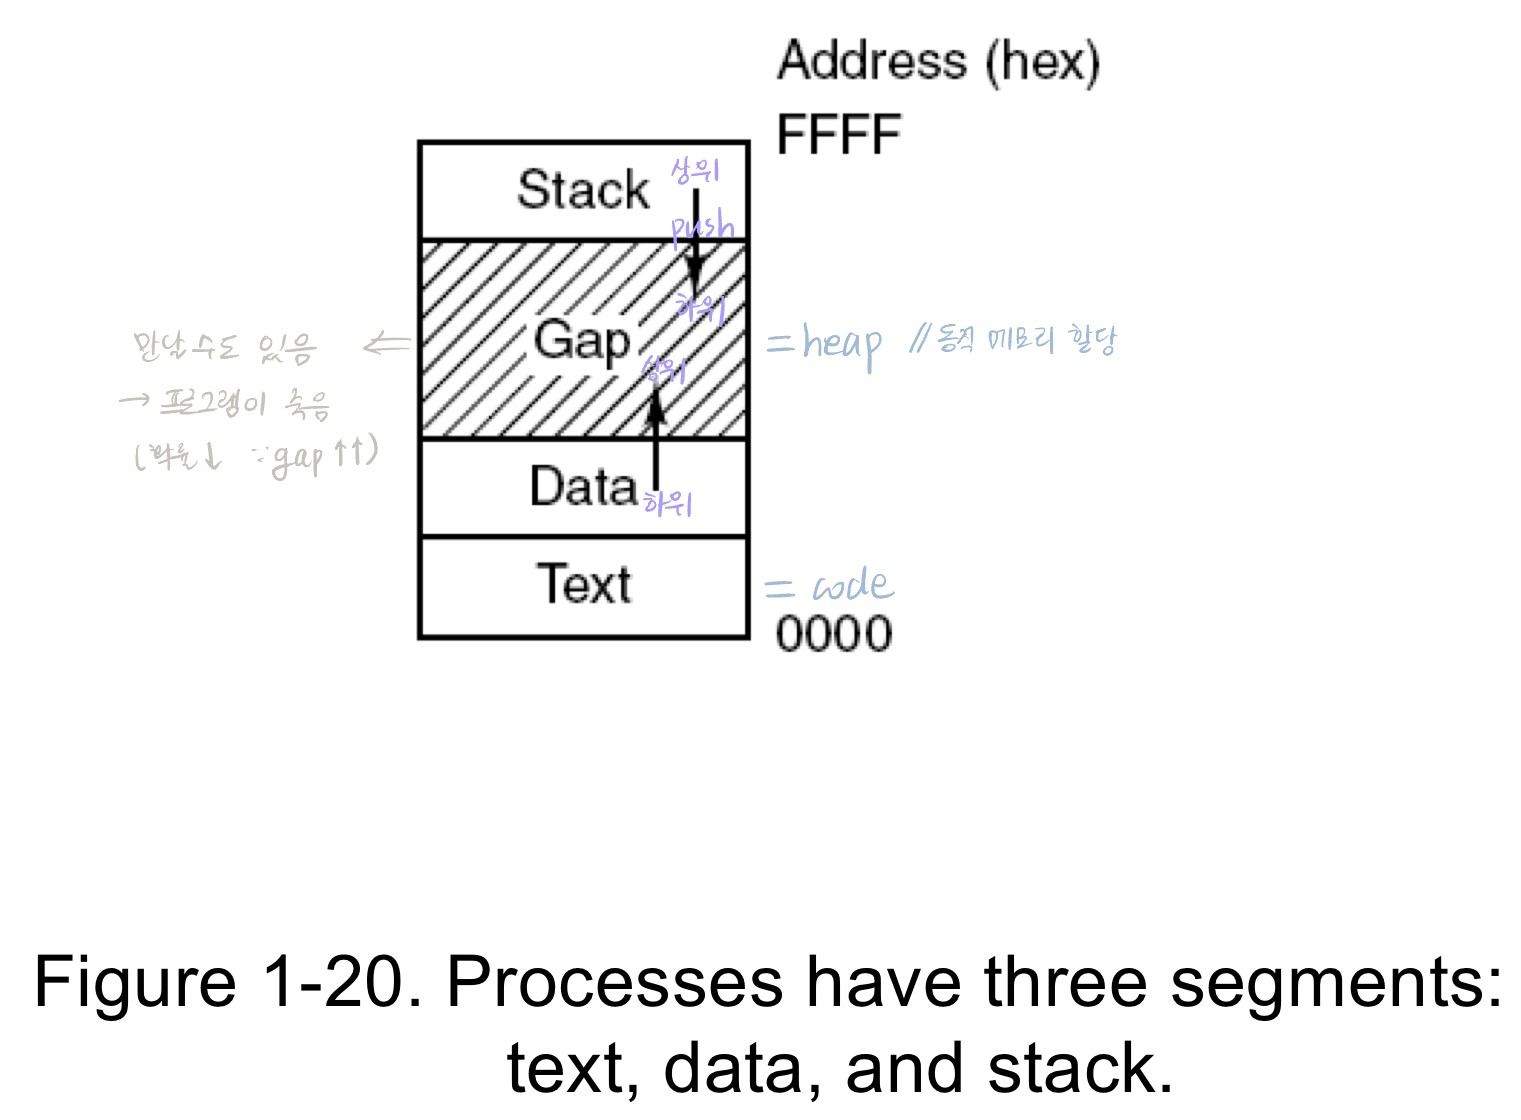 Address (hex)
FFFF
Stack 상위
push
하위
만날 수도 있음 ⇐ Gap = heap // 동적 메모리 할당
상위
→ 프로그램이 죽음
(확률↓ ∵gap↑↑)
Data 하위
Text = code
0000
Figure 1-20. Processes have three segments:
text, data, and stack.